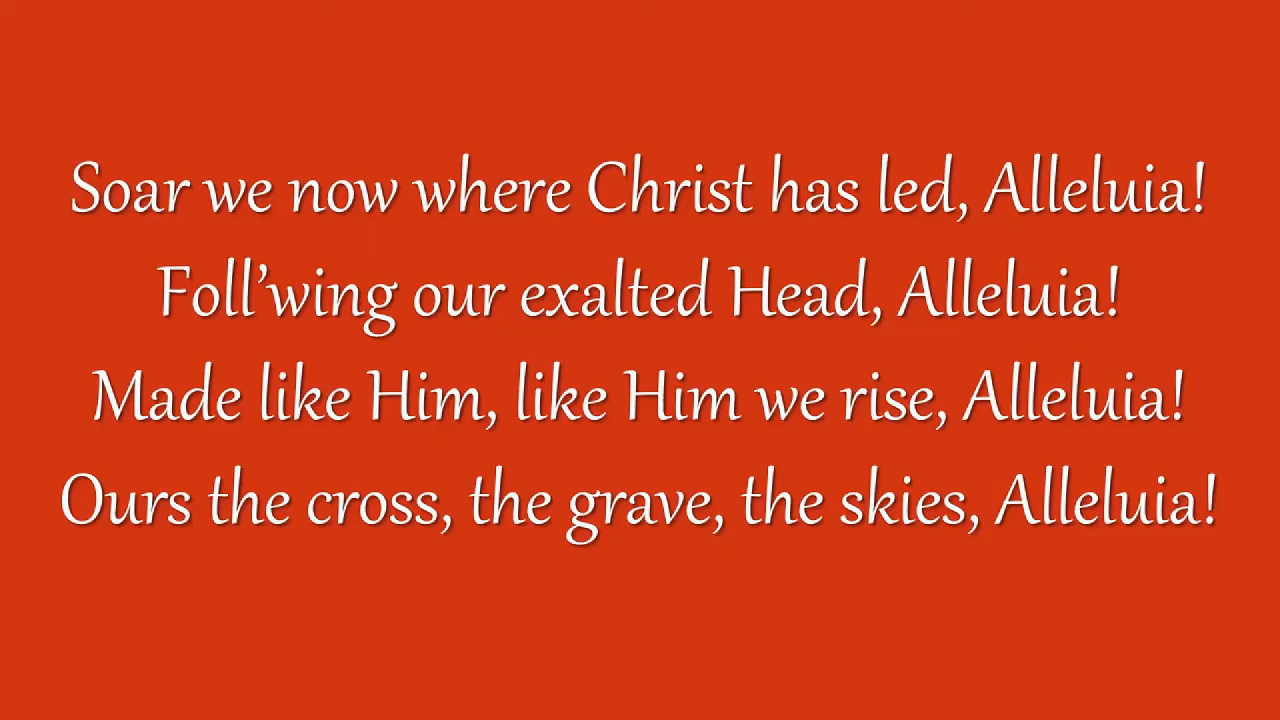 Soar we now where Christ has led, Alleluia!
Foll’wing our exalted Head, Alleluia!
Made like Him, like Him we rise, Alleluia!
Ours the cross, the grave, the skies, Alleluia!